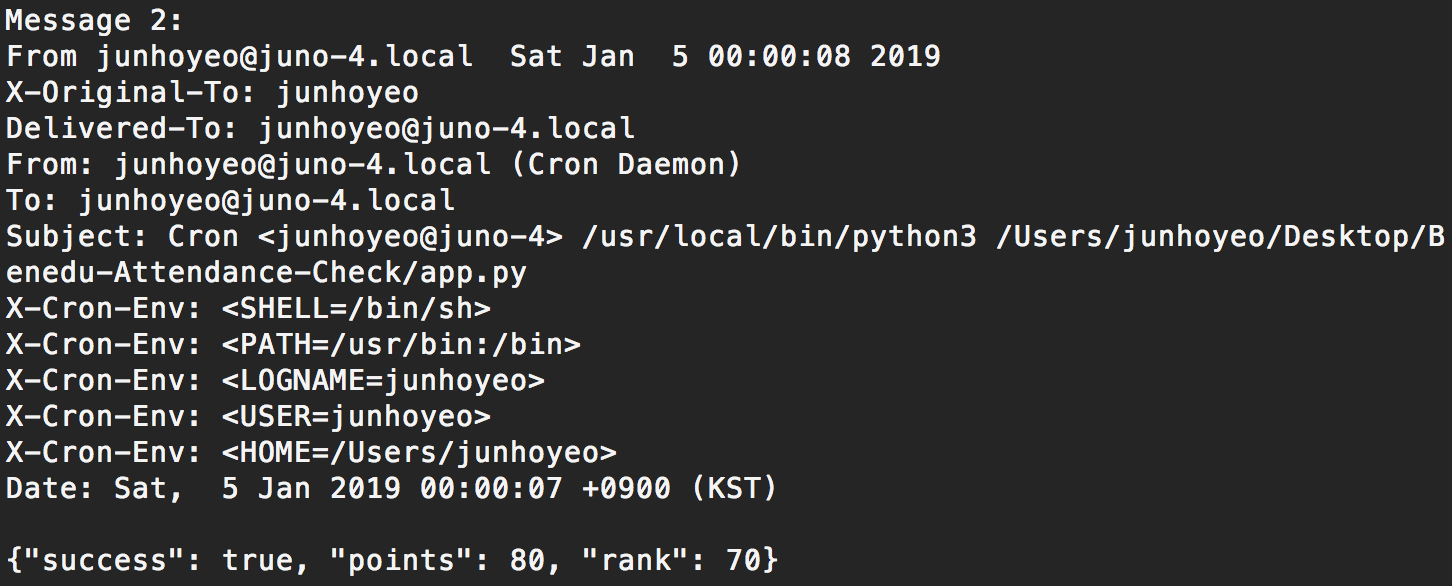 Message 2:
From junhoyeo@juno-4.local  Sat Jan  5 00:00:08 2019
X-Original-To: junhoyeo
Delivered-To: junhoyeo@juno-4.local
From: junhoyeo@juno-4.local (Cron Daemon)
To: junhoyeo@juno-4.local
Subject: Cron <junhoyeo@juno-4> /usr/local/bin/python3 /Users/junhoyeo/Desktop/B
enedu-Attendance-Check/app.py
X-Cron-Env: <SHELL=/bin/sh>
X-Cron-Env: <PATH=/usr/bin:/bin>
X-Cron-Env: <LOGNAME=junhoyeo>
X-Cron-Env: <USER=junhoyeo>
X-Cron-Env: <HOME=/Users/junhoyeo>
Date: Sat,  5 Jan 2019 00:00:07 +0900 (KST)

{"success": true, "points": 80, "rank": 70}